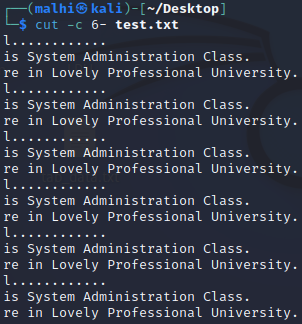 ┌──(malhi㉿kali)-[~/Desktop]
└─$ cut -c 6- test.txt
l............
is System Administration Class.
re in Lovely Professional University.
l............
is System Administration Class.
re in Lovely Professional University.
l............
is System Administration Class.
re in Lovely Professional University.
l............
is System Administration Class.
re in Lovely Professional University.
l............
is System Administration Class.
re in Lovely Professional University.
l............
is System Administration Class.
re in Lovely Professional University.